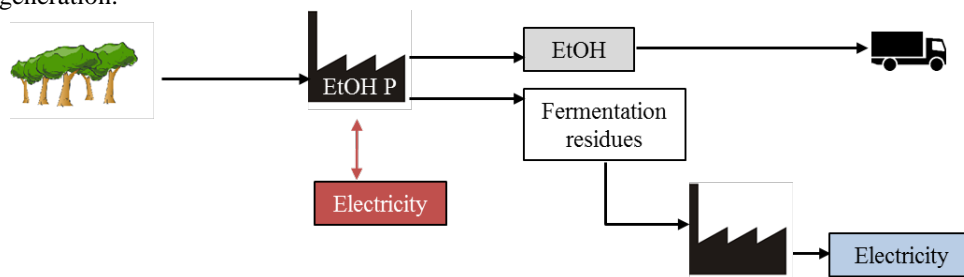 generation.
EtOH
EtOH P
Fermentation
residues
Electricity
Electricity